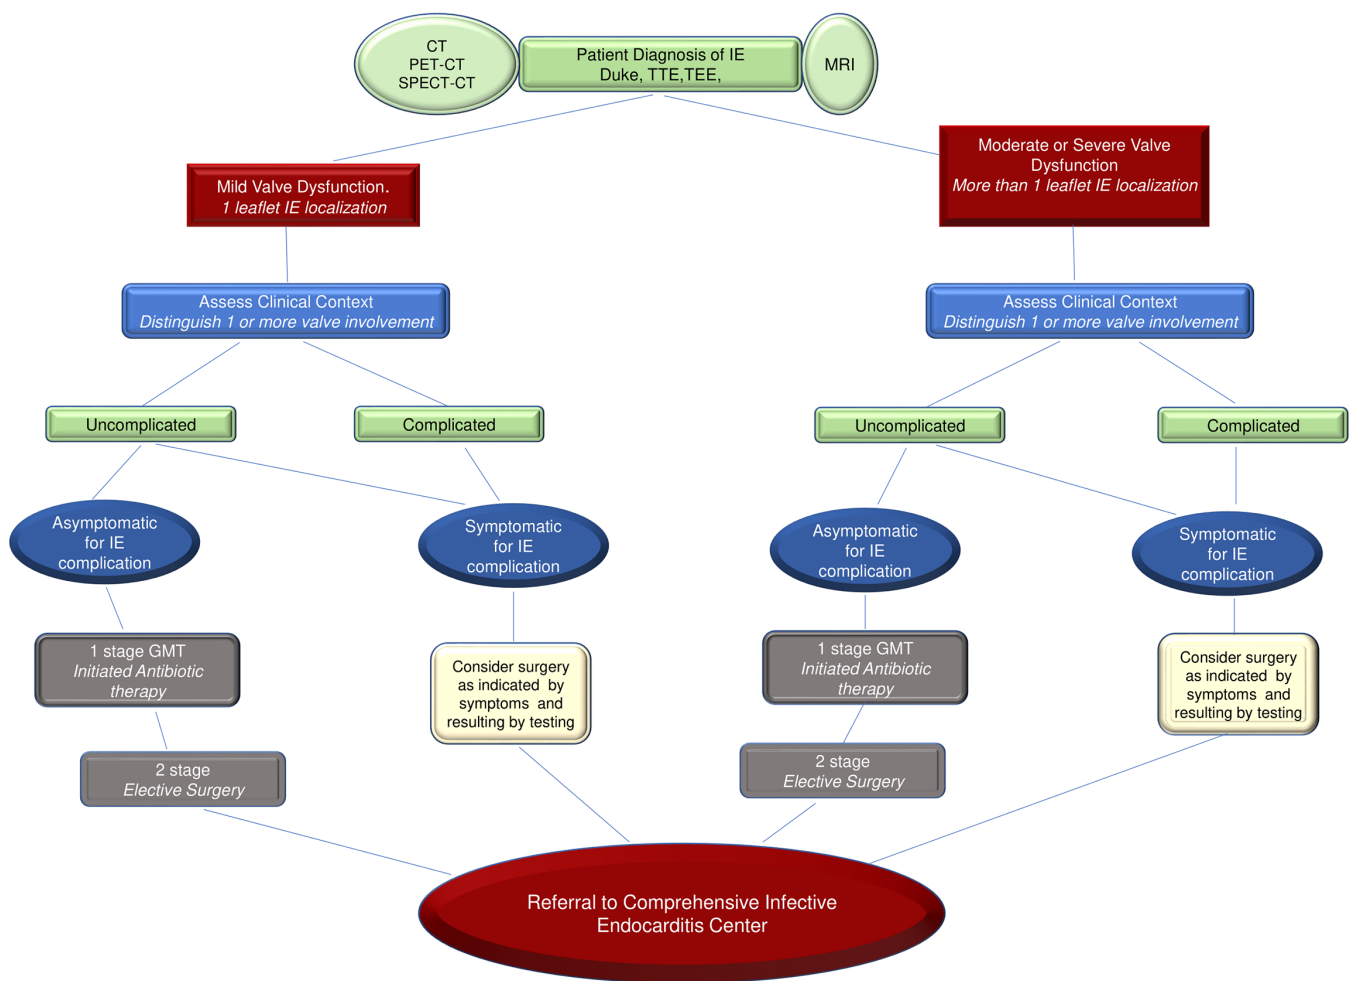 CT
PET-CT
SPECT-CT
Patient Diagnosis of IE
Duke, TTE,TEE,
MRI
Mild Valve Dysfunction.
1 leaflet IE localization
Moderate or Severe Valve
Dysfunction
More than 1 leaflet IE localization
Assess Clinical Context
Distinguish 1 or more valve involvement
Assess Clinical Context
Distinguish 1 or more valve involvement
Uncomplicated
Complicated
Uncomplicated
Complicated
Asymptomatic
for IE
complication
Symptomatic
for IE
complication
Asymptomatic
for IE
complication
Symptomatic
for IE
complication
1 stage GMT
Initiated Antibiotic
therapy
Consider surgery
as indicated by
symptoms and
resulting by testing
1 stage GMT
Initiated Antibiotic
therapy
Consider surgery
as indicated by
symptoms and
resulting by testing
2 stage
Elective Surgery
2 stage
Elective Surgery
Referral to Comprehensive Infective
Endocarditis Center